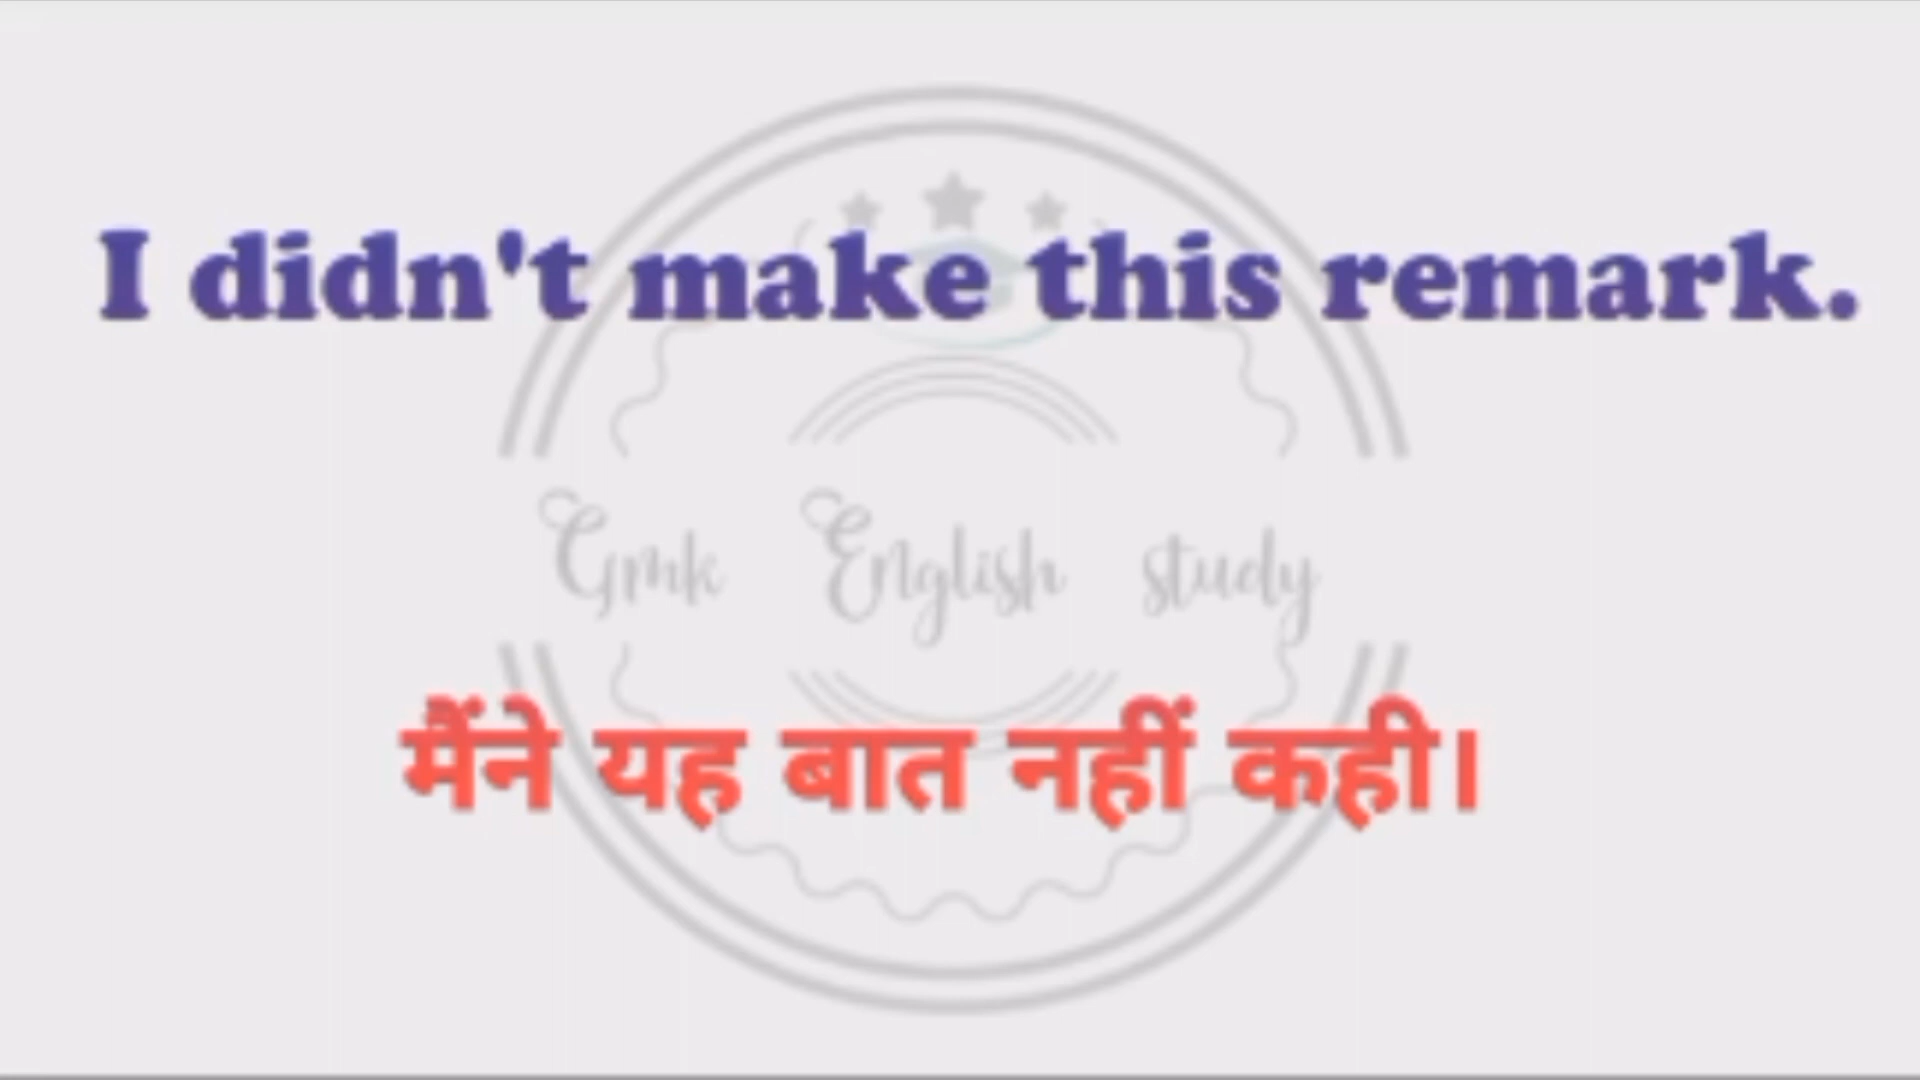 I didn't make this remark.
Gmk English study
मैंने यह बात नहीं कही।